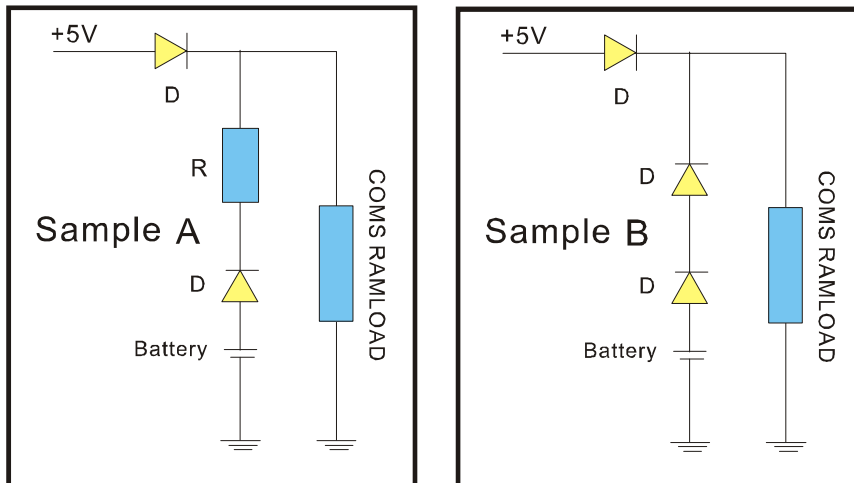 +5V
D
R
Sample A
D
Battery
COMS RAMLOAD
+5V
D
D
Sample B
D
Battery
COMS RAMLOAD